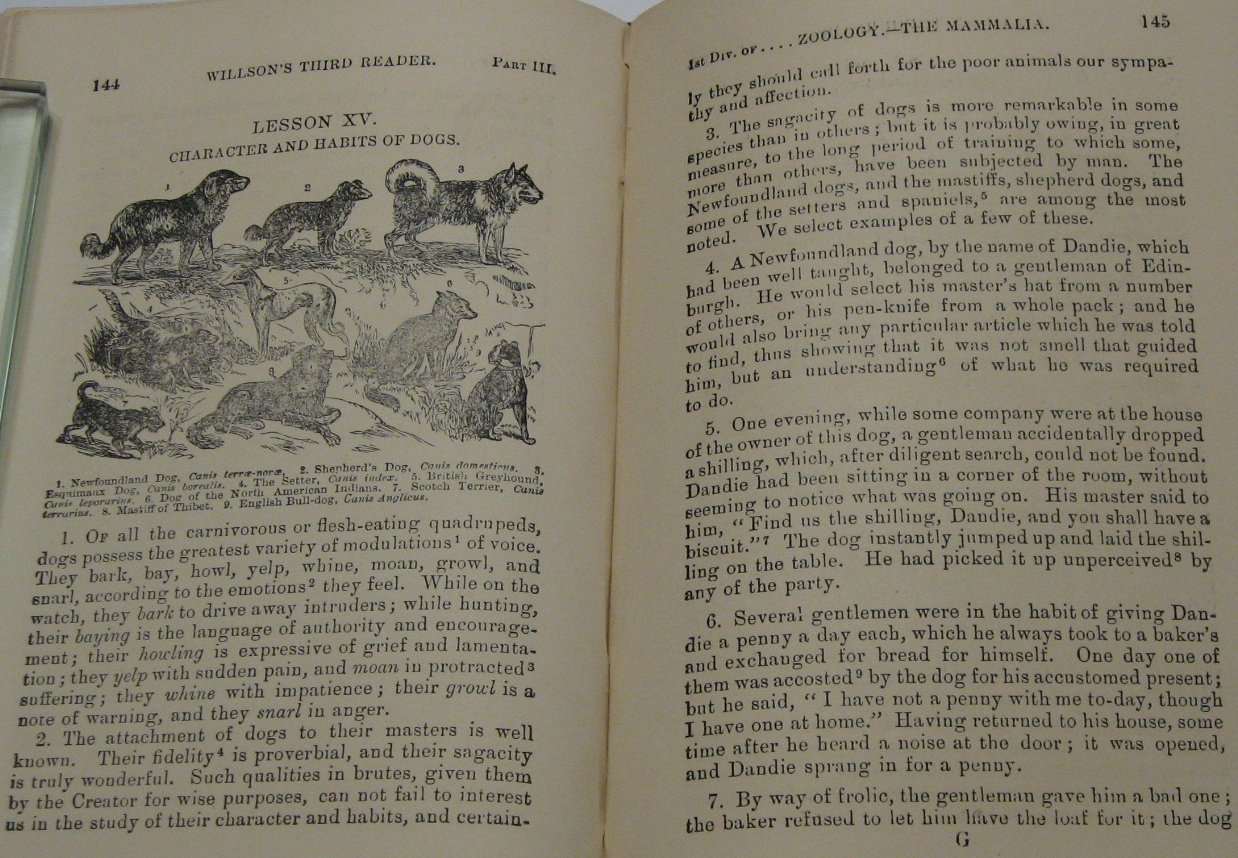 144 WILLSON'S THIRD READER. PART III.
LESSON XV.
CHARACTER AND HABITS OF DOGS.
1 2 3
5
9
7
1. Newfoundland Dog, Canis terræ-novæ. 2. Shepherd's Dog, Canis domesticus. 3.
Esquimaux Dog, Canis borealis. 4. The Setter, Canis index. 5. British Greyhound,
Canis leporarius. 6. Dog of the North American Indians. 7. Scotch Terrier, Canis
terrarius. 8. Mastiff of Thibet. 9. English Bull-dog, Canis Anglicus.
1. OF all the carnivorous or flesh-eating quadrupeds,
dogs possess the greatest variety of modulations¹ of voice.
They bark, bay, howl, yelp, whine, moan, growl, and
snarl, according to the emotions² they feel. While on the
watch, they bark to drive away intruders; while hunting,
their baying is the language of authority and encourage-
ment; their howling is expressive of grief and lamenta-
tion; they yelp with sudden pain, and moan in protracted³
suffering; they whine with impatience; their growl is a
note of warning, and they snarl in anger.
2. The attachment of dogs to their masters is well
known. Their fidelity⁴ is proverbial, and their sagacity
is truly wonderful. Such qualities in brutes, given them
by the Creator for wise purposes, can not fail to interest
us in the study of their character and habits, and certain-
1st DIV. OF.... ZOOLOGY.—THE MAMMALIA. 145
ly they should call forth for the poor animals our sympa-
thy and affection.
3. The sagacity of dogs is more remarkable in some
species than in others; but it is probably owing, in great
measure, to the long period of training to which some,
more than others, have been subjected by man. The
Newfoundland dogs, and the mastiffs, shepherd dogs, and
some of the setters and spaniels,⁵ are among the most
noted. We select examples of a few of these.
4. A Newfoundland dog, by the name of Dandie, which
had been well taught, belonged to a gentleman of Edin-
burgh. He would select his master's hat from a number
of others, or his pen-knife from a whole pack; and he
would also bring any particular article which he was told
to find, thus showing that it was not smell that guided
him, but an understanding⁶ of what he was required
to do.
5. One evening, while some company were at the house
of the owner of this dog, a gentleman accidentally dropped
a shilling, which, after diligent search, could not be found.
Dandie had been sitting in a corner of the room, without
seeming to notice what was going on. His master said to
him, "Find us the shilling, Dandie, and you shall have a
biscuit."⁷ The dog instantly jumped up and laid the shil-
ling on the table. He had picked it up unperceived⁸ by
any of the party.
6. Several gentlemen were in the habit of giving Dan-
die a penny a day each, which he always took to a baker's
and exchanged for bread for himself. One day one of
them was accosted⁹ by the dog for his accustomed present;
but he said, "I have not a penny with me to-day, though
I have one at home." Having returned to his house, some
time after he heard a noise at the door; it was opened,
and Dandie sprang in for a penny.
7. By way of frolic, the gentleman gave him a bad one;
the baker refused to let him have the loaf for it; the dog
G